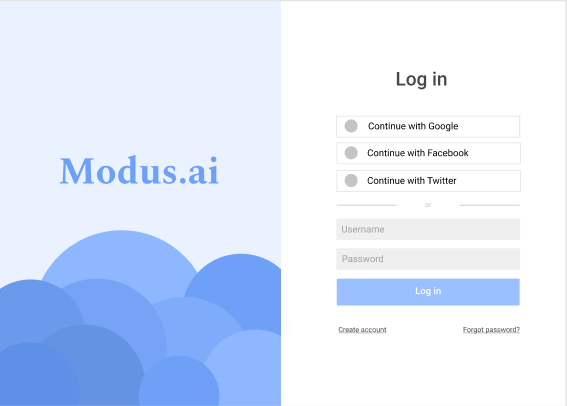 Modus.ai
Log in
Continue with Google
Continue with Facebook
Continue with Twitter
or
Username
Password
Log in
Create account
Forgot password?